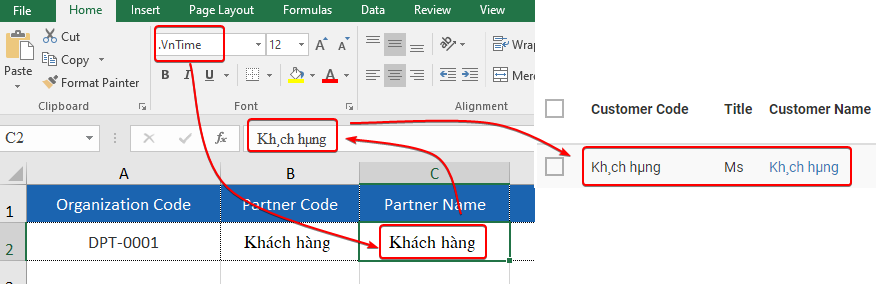 File Home Insert Page Layout Formulas Data Review View
Cut
Copy
Format Painter
Paste
.VnTime 12 A A
B I U A
Wrap
Merc
Clipboard Font Alignment
C2 fx Kh¸ch hµng
A B C
1 Organization Code Partner Code Partner Name
2 DPT-0001 Khách hàng Khách hàng
Customer Code Title Customer Name
Kh¸ch hµng Ms Kh¸ch hµng